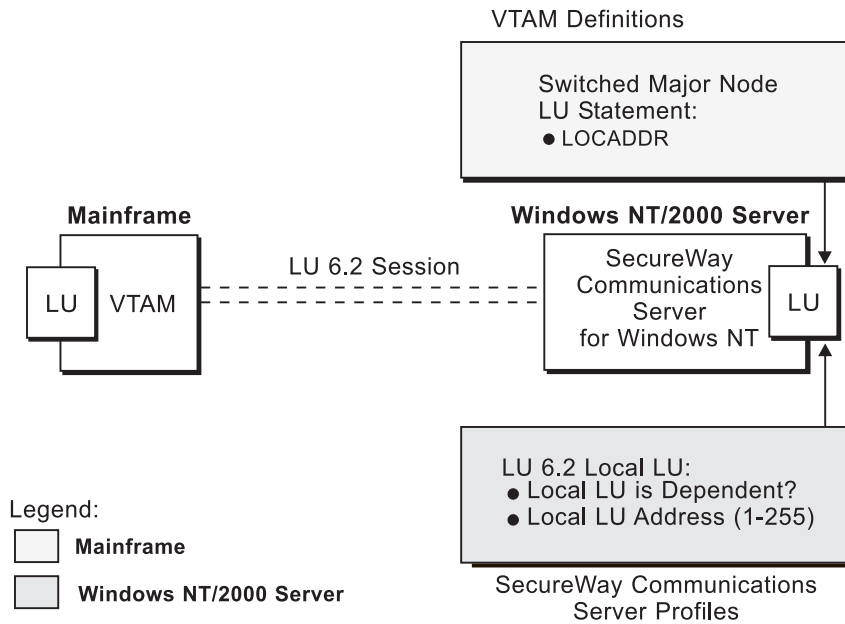 VTAM Definitions
Switched Major Node
LU Statement:
● LOCADDR
Mainframe
Windows NT/2000 Server
LU
VTAM
LU 6.2 Session
SecureWay
Communications
Server
for Windows NT
LU
LU 6.2 Local LU:
● Local LU is Dependent?
● Local LU Address (1-255)
Legend:
Mainframe
Windows NT/2000 Server
SecureWay Communications
Server Profiles